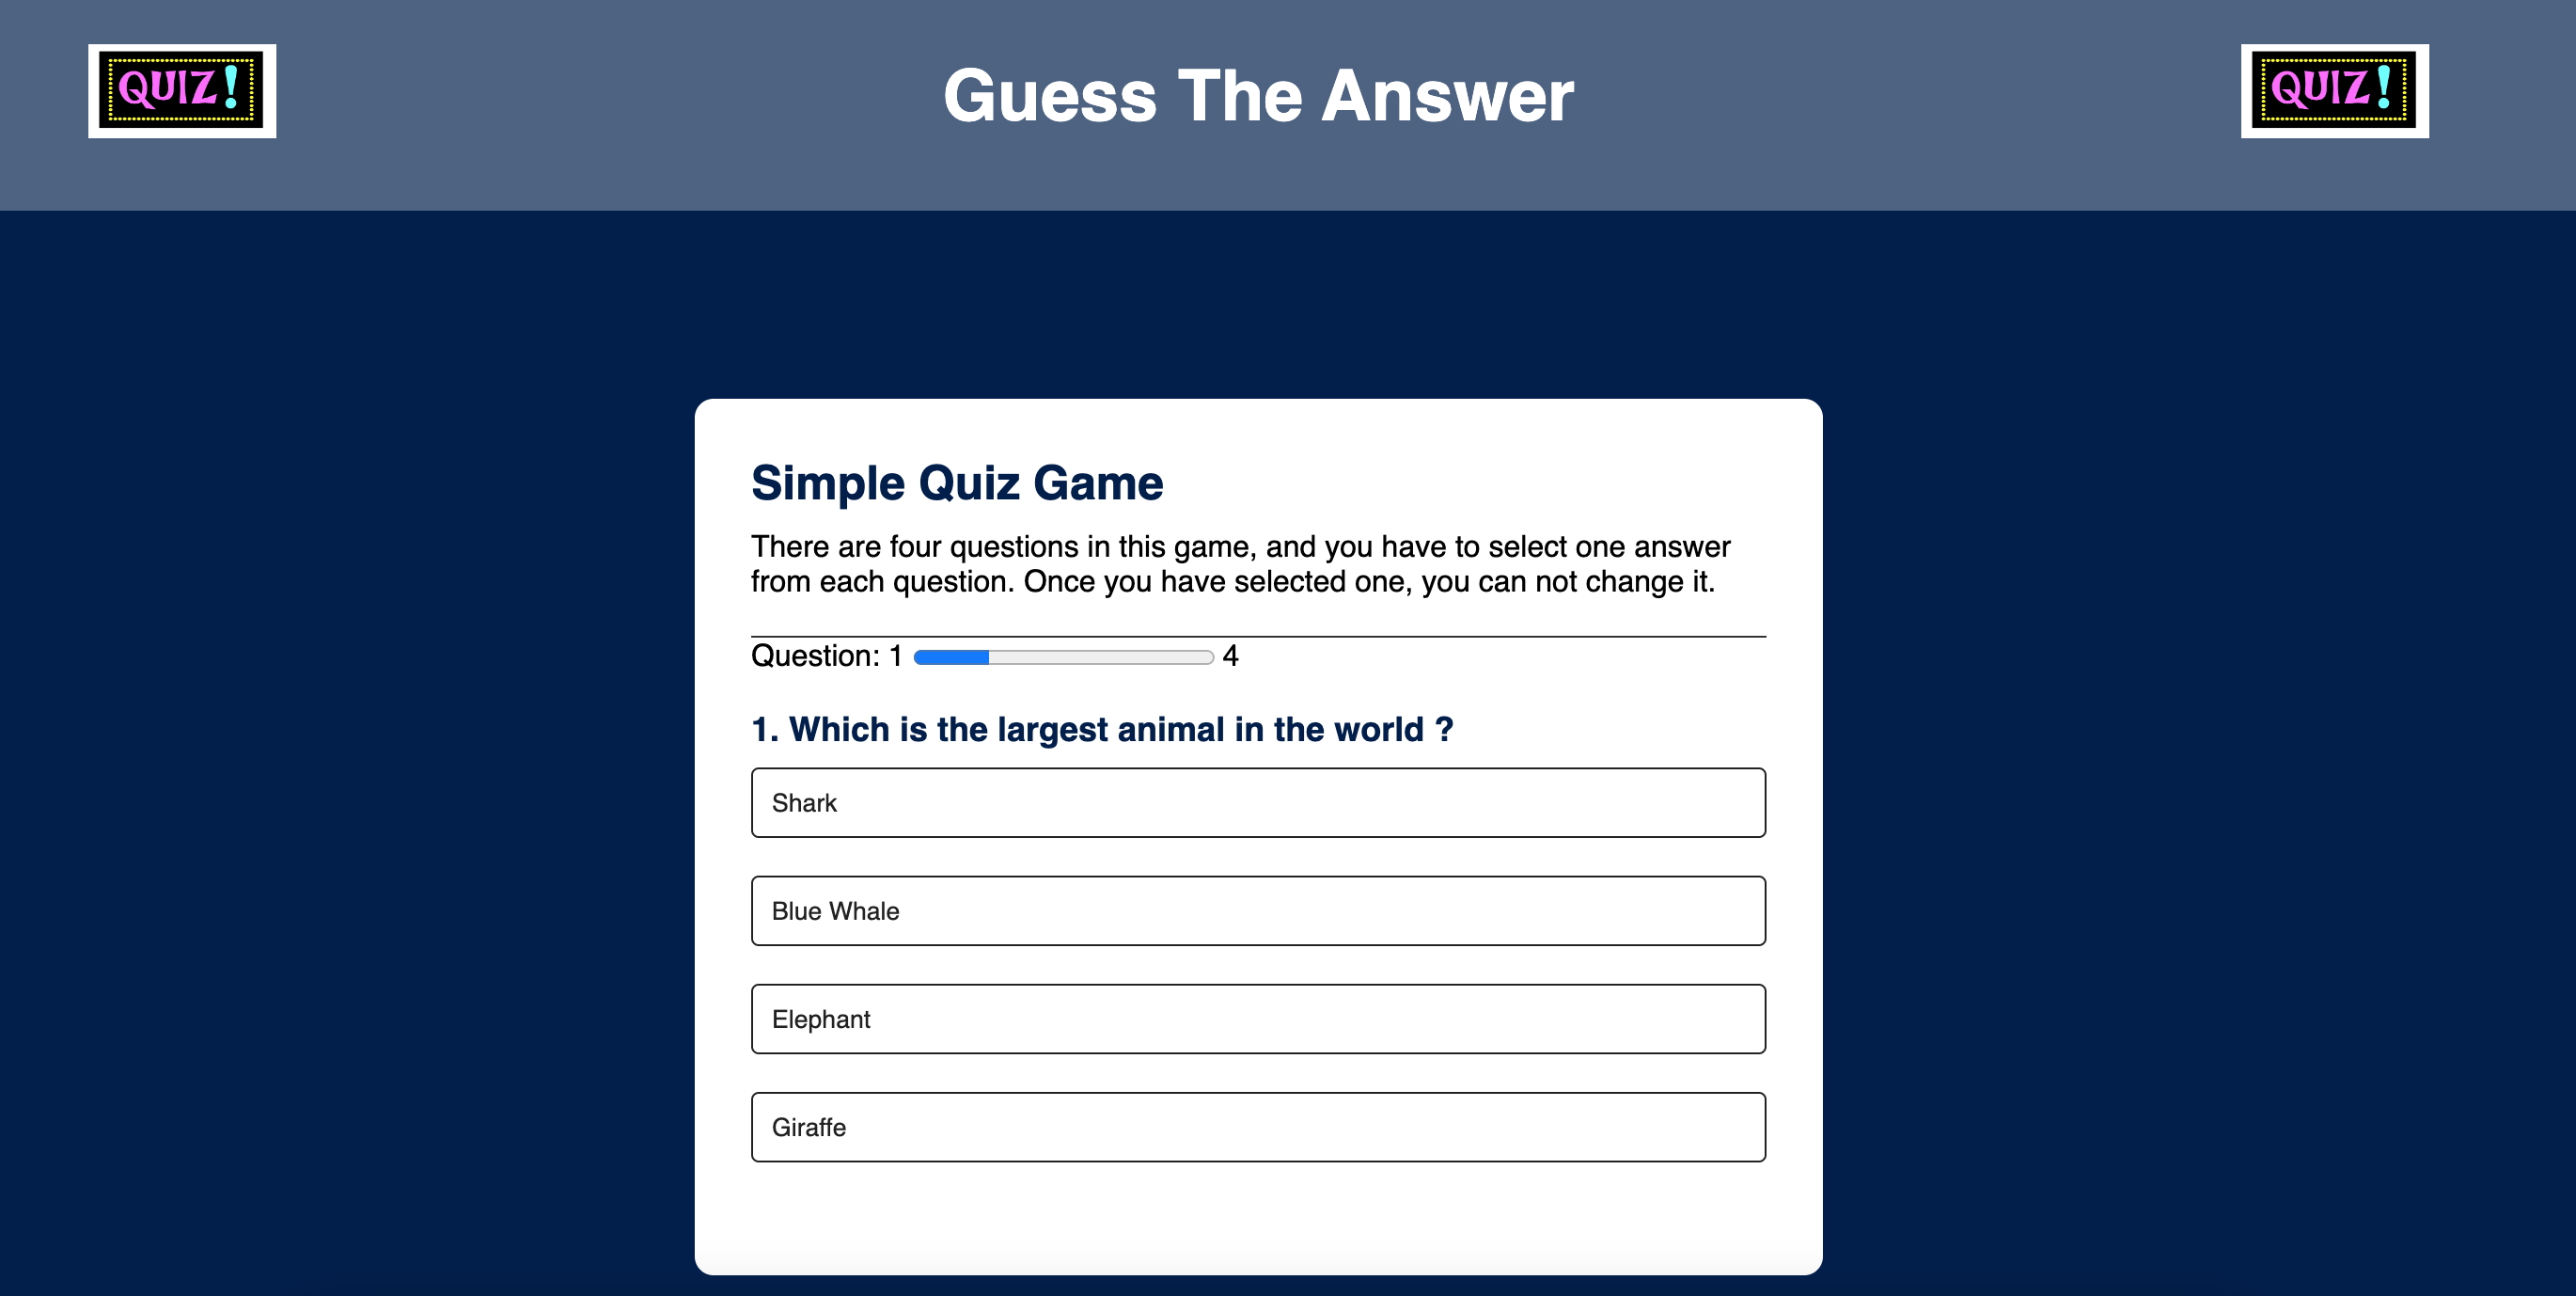 QUIZ!
Guess The Answer
QUIZ!
Simple Quiz Game
There are four questions in this game, and you have to select one answer
from each question. Once you have selected one, you can not change it.
Question: 1 4
1. Which is the largest animal in the world ?
Shark
Blue Whale
Elephant
Giraffe